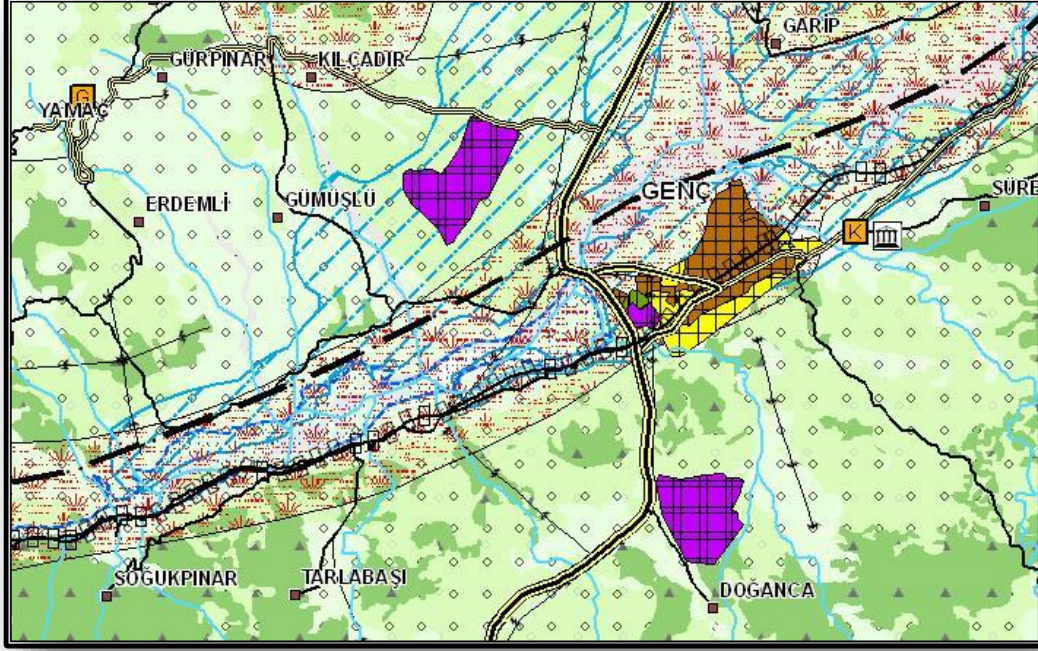 GARİP
GÜRPINAR
KILÇADIR
G
YAMAÇ
GENÇ
SÜRE
ERDEMLİ
GÜMÜŞLÜ
K
SOĞUKPINAR
TARLABAŞI
DOĞANCA